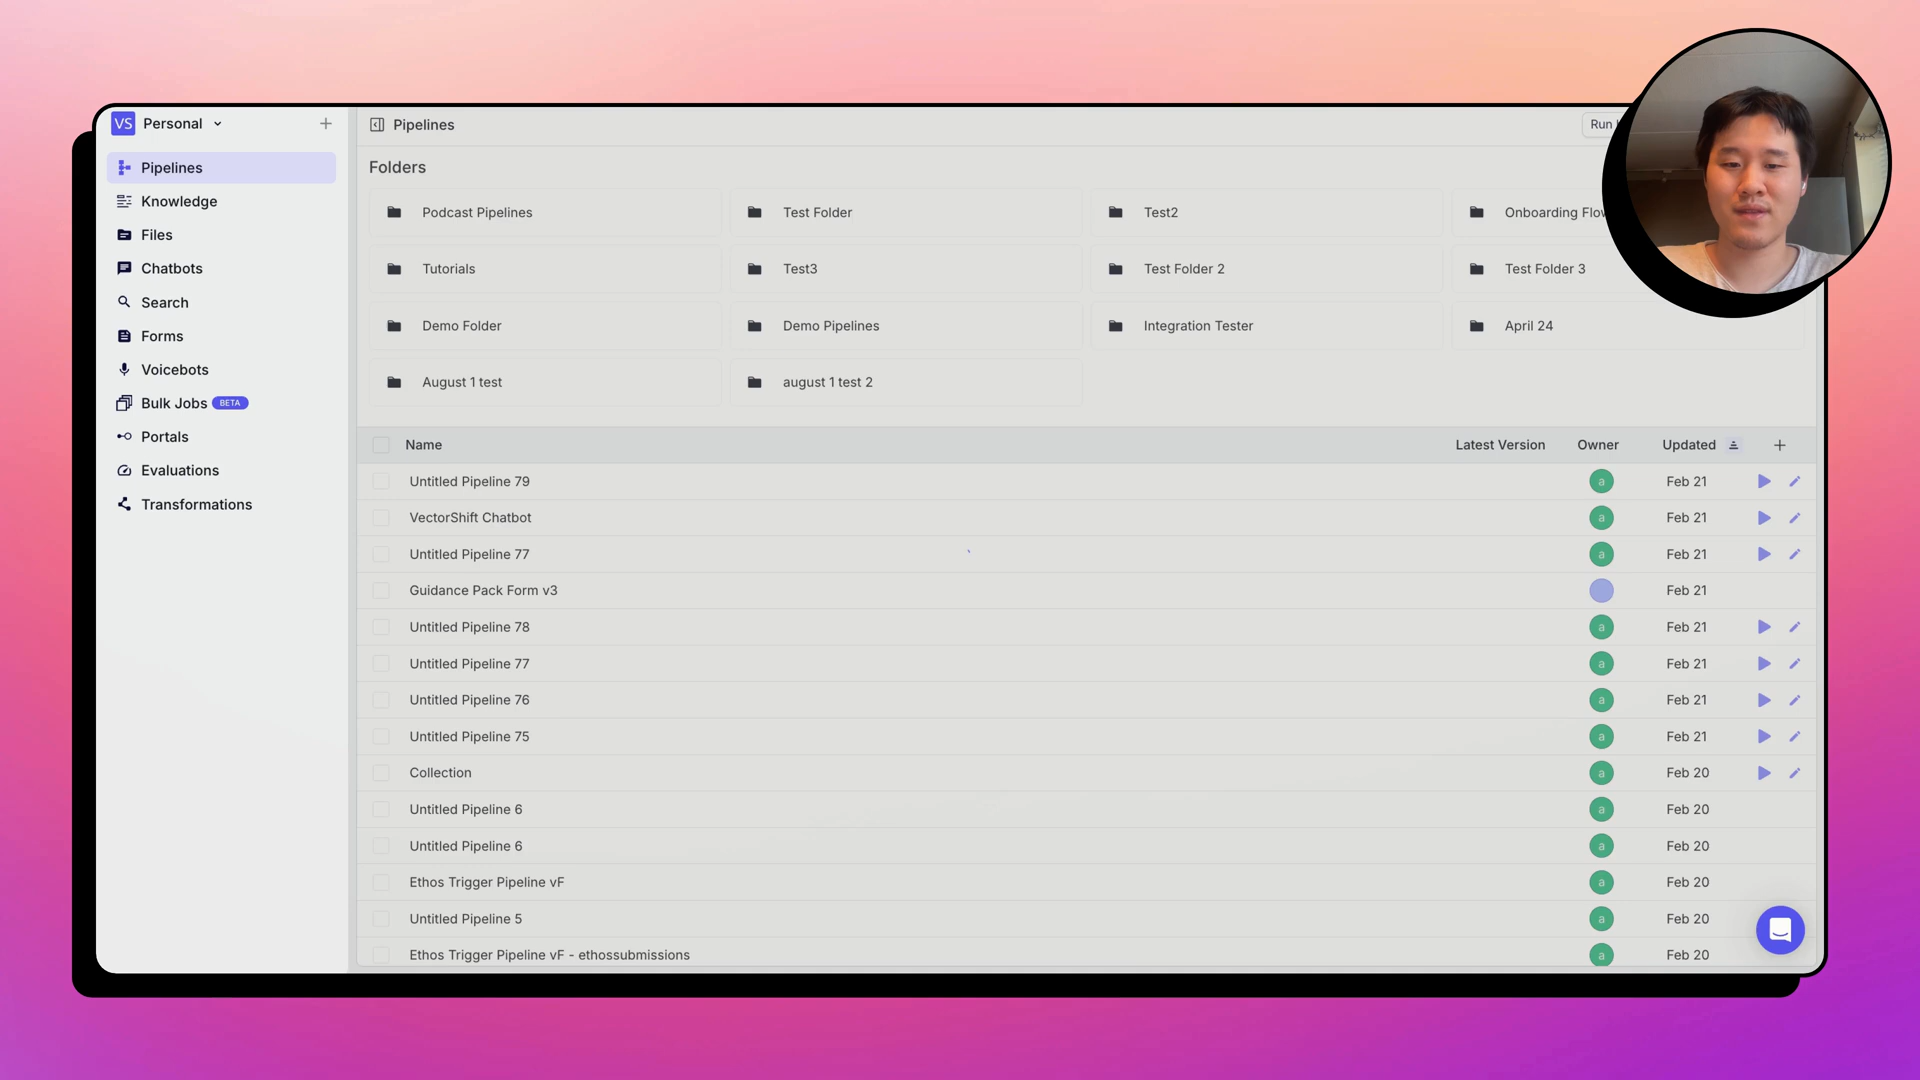 VS Personal
Pipelines
Knowledge
Files
Chatbots
Search
Forms
Voicebots
Bulk Jobs BETA
Portals
Evaluations
Transformations
Pipelines
Run
Folders
Podcast Pipelines
Test Folder
Test2
Onboarding
Tutorials
Test3
Test Folder 2
Test Folder 3
Demo Folder
Demo Pipelines
Integration Tester
April 24
August 1 test
august 1 test 2
Name Latest Version Owner Updated
Untitled Pipeline 79 a Feb 21
VectorShift Chatbot a Feb 21
Untitled Pipeline 77 a Feb 21
Guidance Pack Form v3 Feb 21
Untitled Pipeline 78 a Feb 21
Untitled Pipeline 77 a Feb 21
Untitled Pipeline 76 a Feb 21
Untitled Pipeline 75 a Feb 21
Collection a Feb 20
Untitled Pipeline 6 a Feb 20
Untitled Pipeline 6 a Feb 20
Ethos Trigger Pipeline vF a Feb 20
Untitled Pipeline 5 a Feb 20
Ethos Trigger Pipeline vF - ethossubmissions a Feb 20